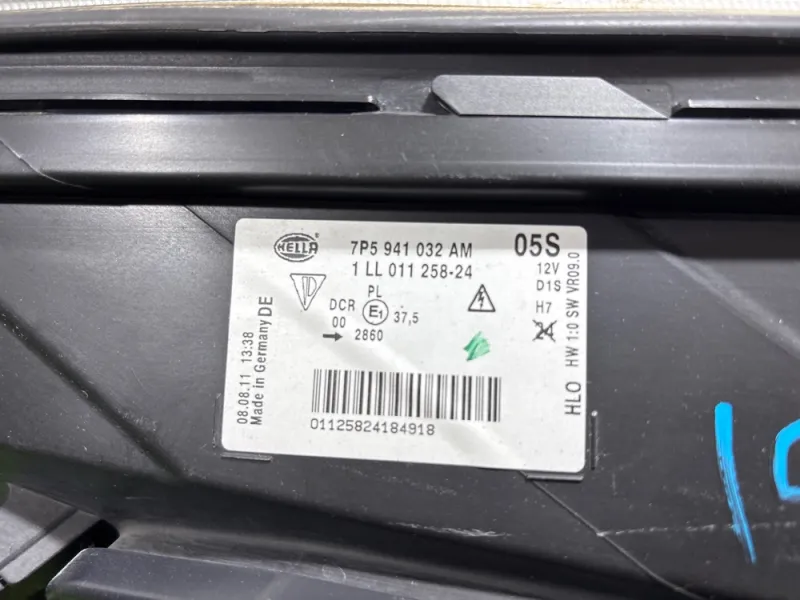 HELLA
7P5 941 032 AM
05S
1 LL 011 258-24
12V
D1S
H7
24
PL
DCR
E1
37,5
00
2860
08.08.11 13:38
Made in Germany
DE
HLO HW 1:0 SW VR09.0
01125824184918